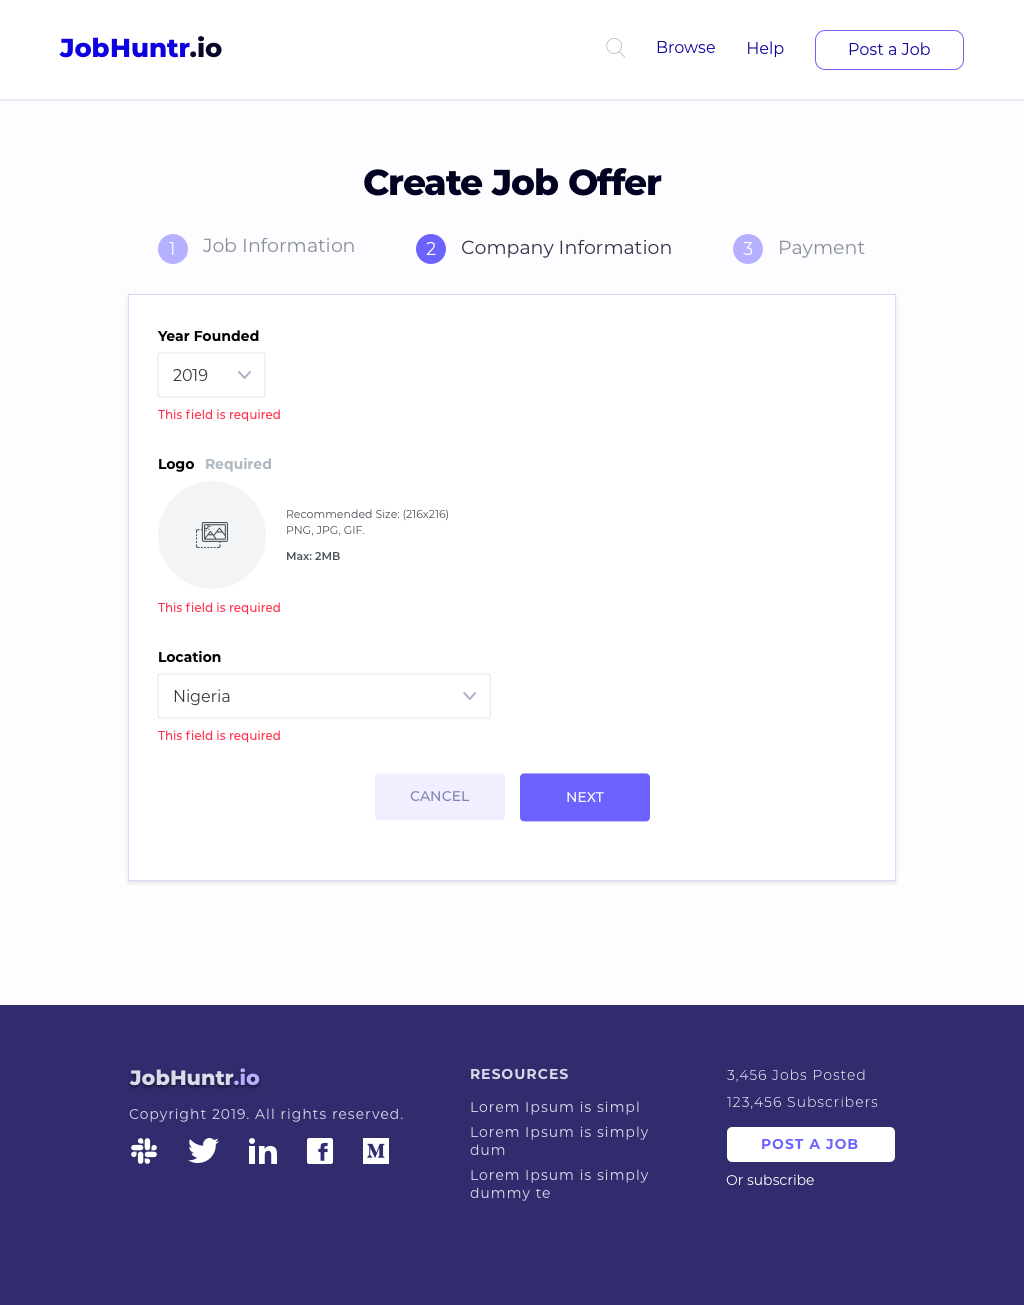 JobHuntr.io
Browse
Help
Post a Job
Create Job Offer
1 Job Information
2 Company Information
3 Payment
Year Founded
2019
This field is required
Logo Required
Recommended Size: (216x216)
PNG, JPG, GIF.
Max: 2MB
This field is required
Location
Nigeria
This field is required
CANCEL
NEXT
JobHuntr.io
Copyright 2019. All rights reserved.
RESOURCES
Lorem Ipsum is simpl
Lorem Ipsum is simply
dum
Lorem Ipsum is simply
dummy te
3,456 Jobs Posted
123,456 Subscribers
POST A JOB
Or subscribe